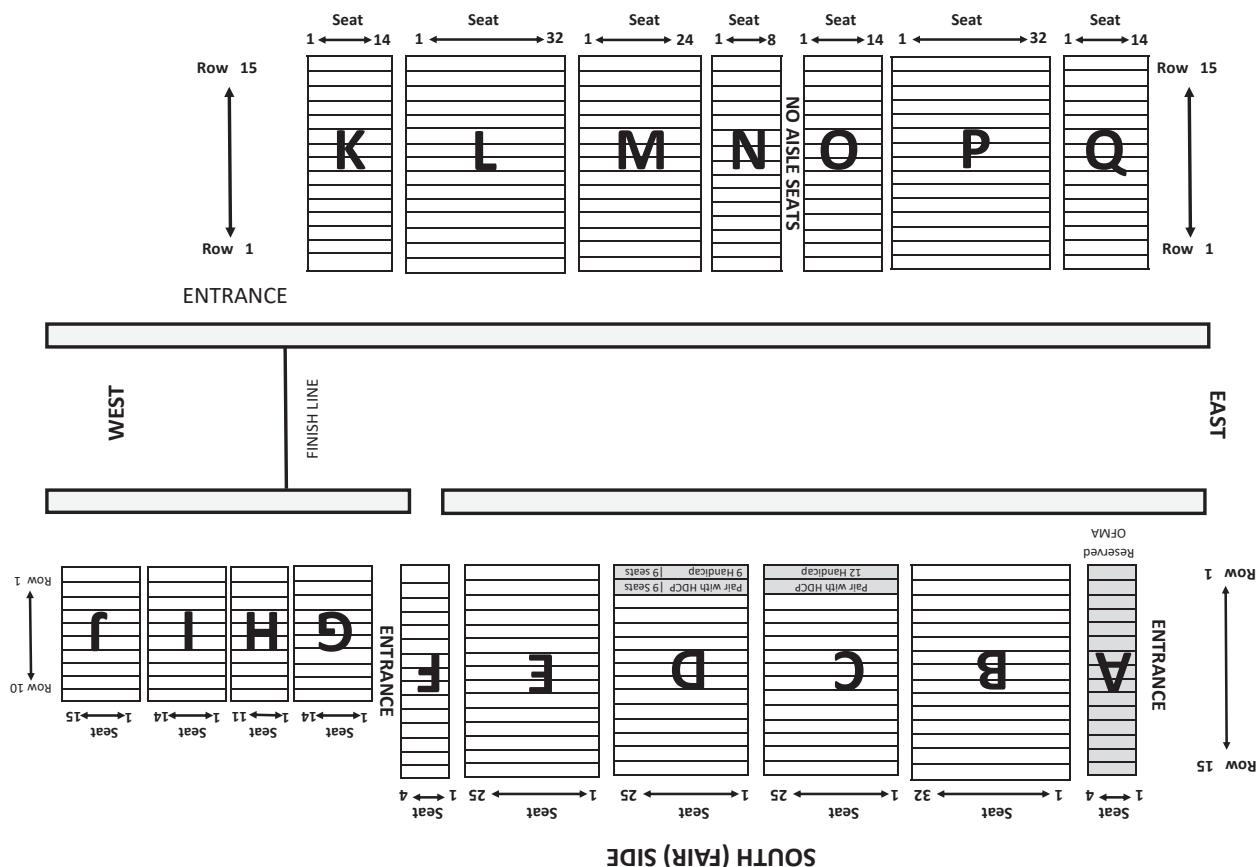 Seat Seat Seat Seat Seat Seat Seat
1 14 1 32 1 24 1 8 1 14 1 32 1 14
Row 15 Row 15
K L M N O P Q
NO AISLE SEATS
Row 1 Row 1
ENTRANCE
WEST
FINISH LINE
EAST
OFMA
Reserved
Row 1
9 Handicap |9 seats
12 Handicap
Row 1
Pair with HDCP |9 Seats
Pair with HDCP
J I H G F E D C B A
ENTRANCE
ENTRANCE
Row 10
1 15 1 14 1 11 1 14
Seat Seat Seat Seat
Row 15
1 4 1 25 1 25 1 25 1 32 1 4
Seat Seat Seat Seat Seat Seat
SOUTH (FAIR) SIDE